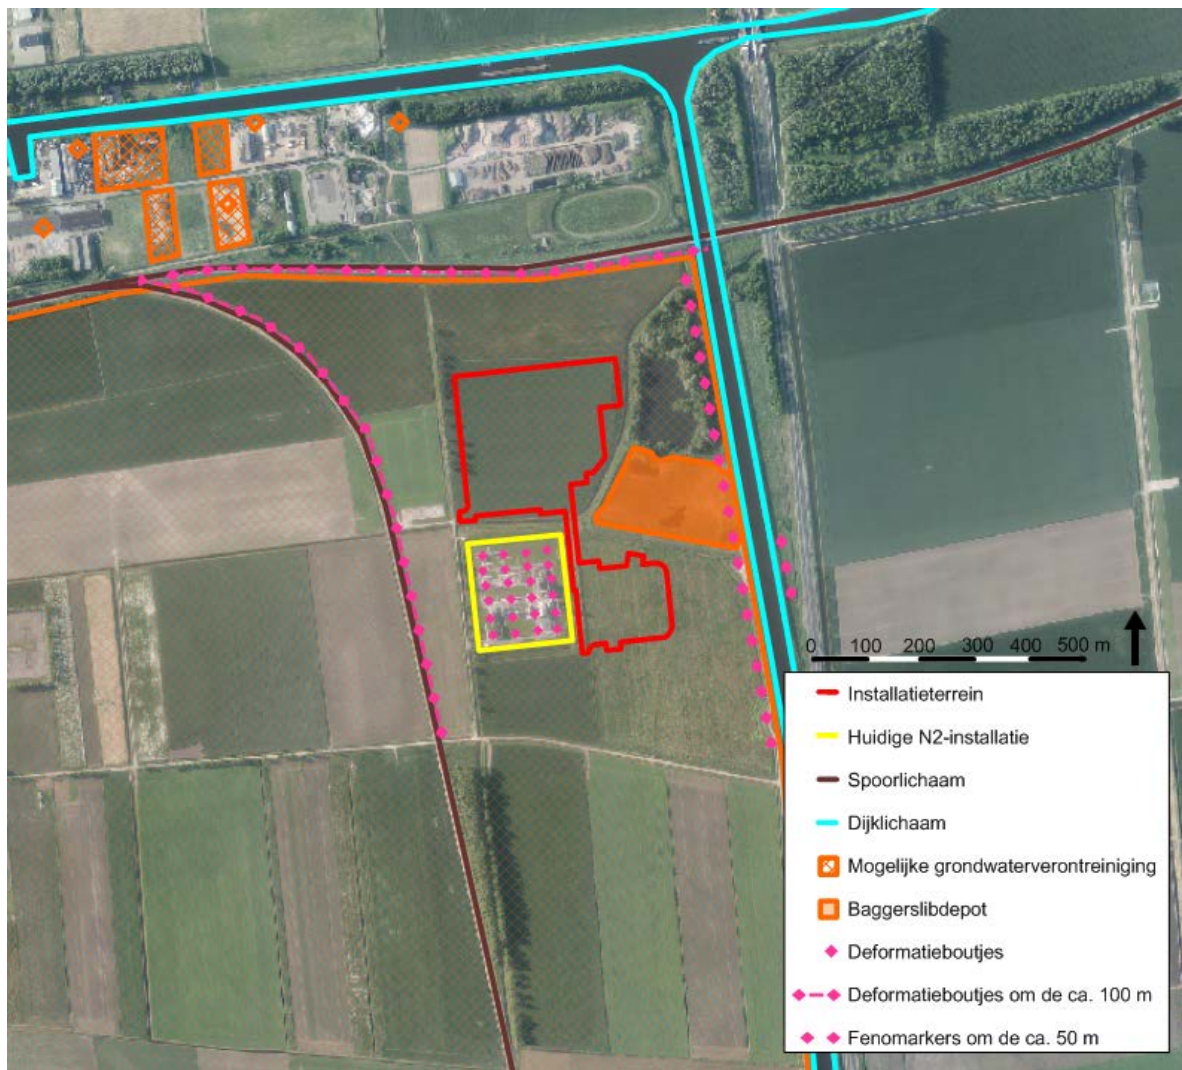 0 100 200 300 400 500 m
Installatieterrein
Huidige N2-installatie
Spoorlichaam
Dijklichaam
Mogelijke grondwaterverontreiniging
Baggerslibdepot
Deformatieboutjes
Deformatieboutjes om de ca. 100 m
Fenomarkers om de ca. 50 m